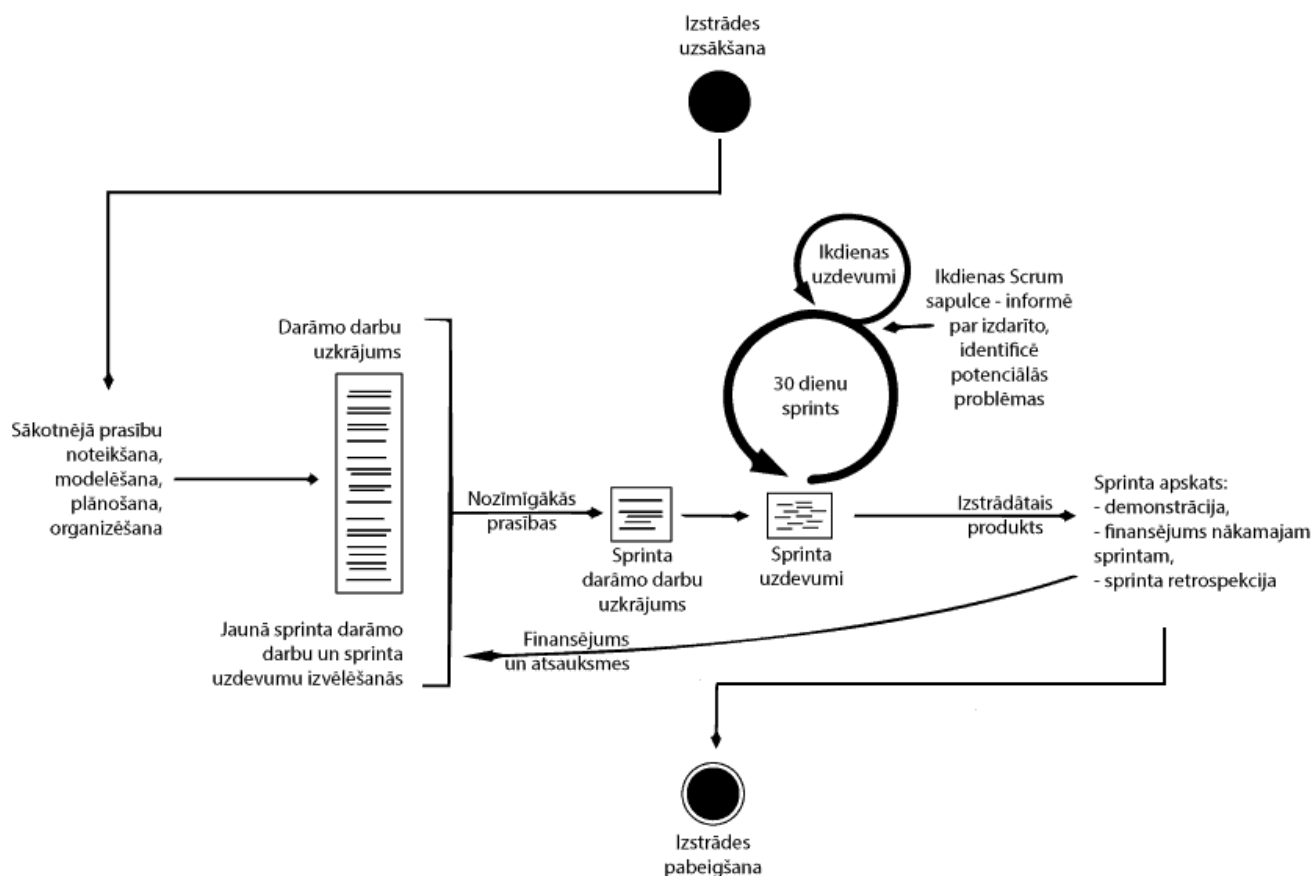 Izstrādes
uzsākšana
Ikdienas
uzdevumi
Ikdienas Scrum
sapulce - informē
par izdarīto,
identificē
potenciālās
problēmas
30 dienu
sprints
Darāmo darbu
uzkrājums
Sākotnējā prasību
noteikšana,
modelēšana,
plānošana,
organizēšana
Nozīmīgākās
prasības
Sprinta
darāmo darbu
uzkrājums
Sprinta
uzdevumi
Izstrādātais
produkts
Sprinta apskats:
- demonstrācija,
- finansējums nākamajam
sprintam,
- sprinta retrospekcija
Jaunā sprinta darāmo
darbu un sprinta
uzdevumu izvēlēšanās
Finansējums
un atsauksmes
Izstrādes
pabeigšana